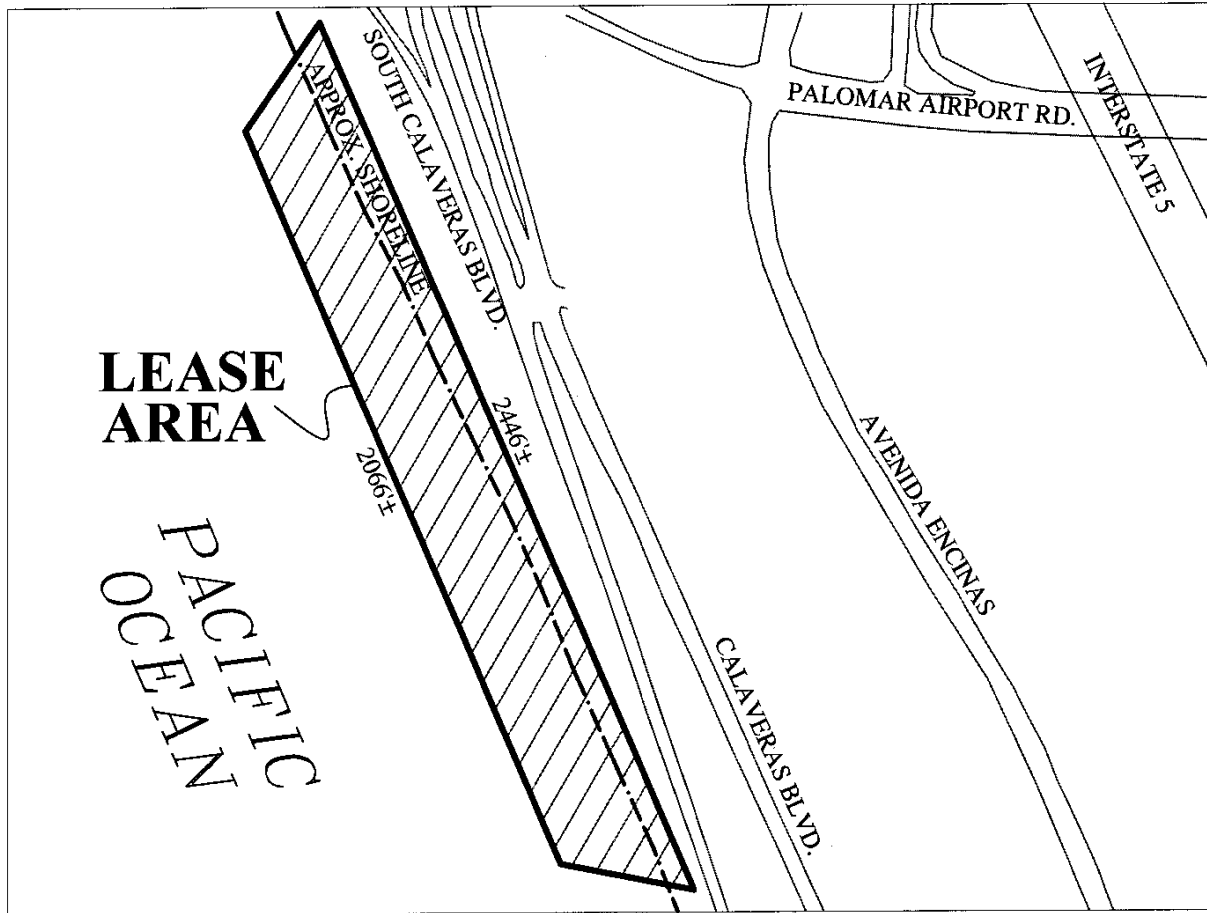 SOUTH CALAVERAS BLVD.
APPROX. SHORELINE
PALOMAR AIRPORT RD.
INTERSTATE 5
LEASE
AREA
2446'±
2066'±
AVENIDA ENCINAS
PACIFIC
OCEAN
CALAVERAS BLVD.